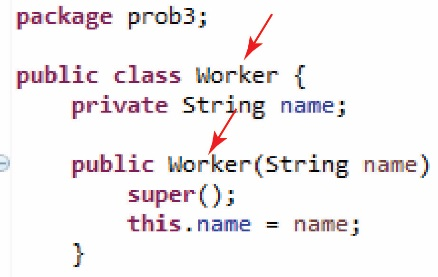 package prob3;
public class Worker {
private String name;
public Worker(String name)
super();
this.name = name;
}